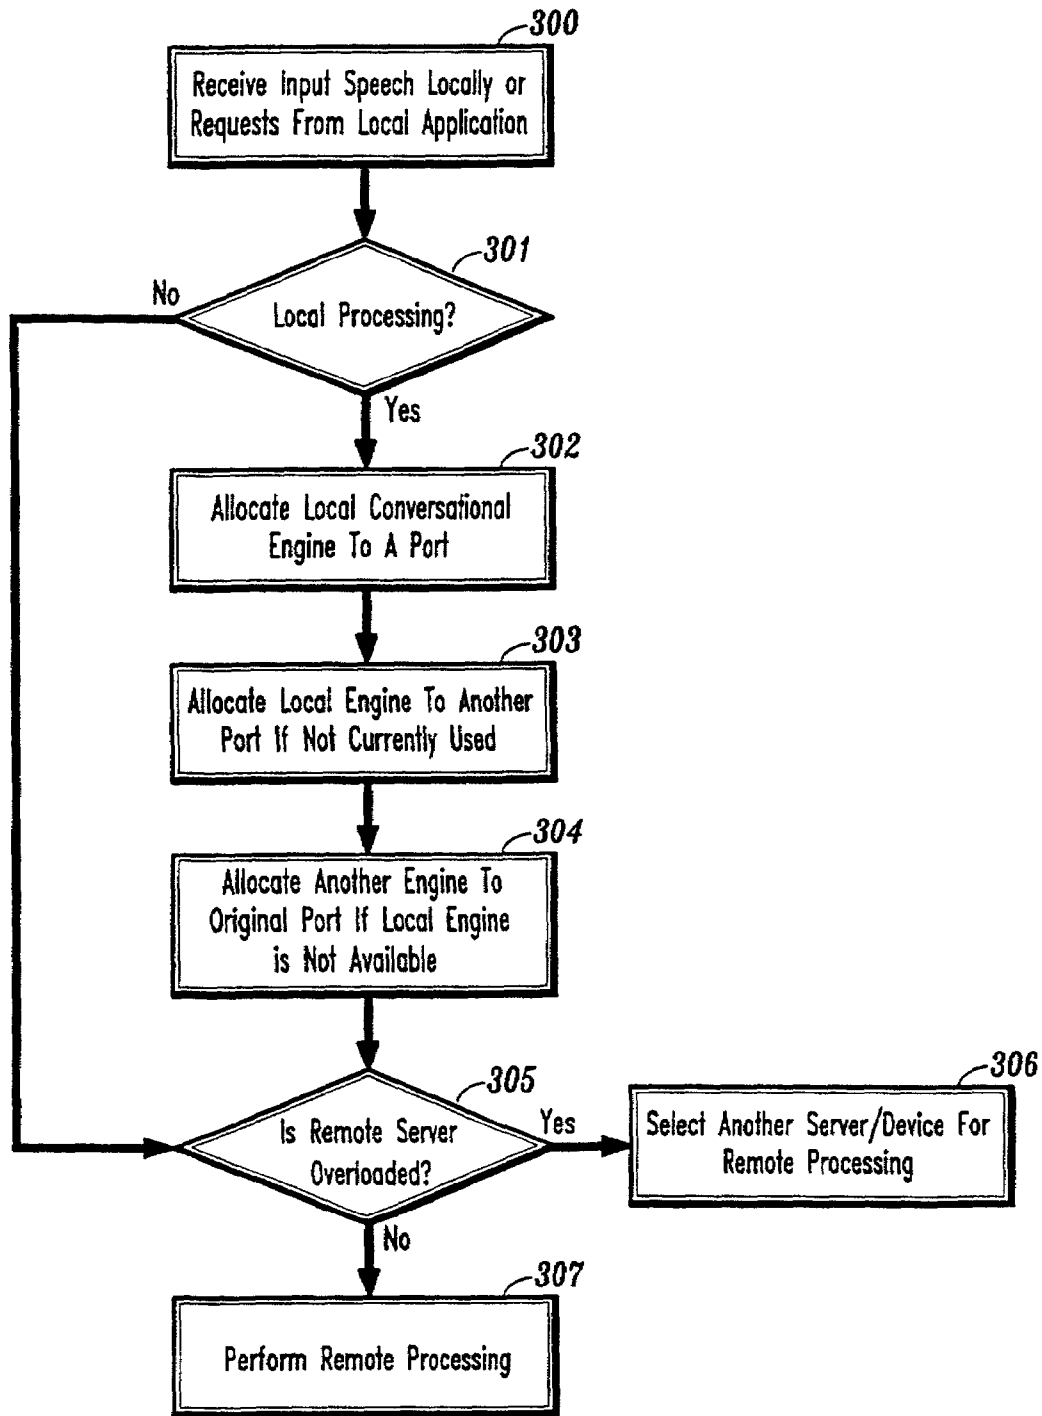 300
Receive Input Speech Locally or
Requests From Local Application
301
No
Local Processing?
Yes
302
Allocate Local Conversational
Engine To A Port
303
Allocate Local Engine To Another
Port If Not Currently Used
304
Allocate Another Engine To
Original Port If Local Engine
is Not Available
305
306
Is Remote Server
Overloaded?
Yes
Select Another Server/Device For
Remote Processing
No
307
Perform Remote Processing